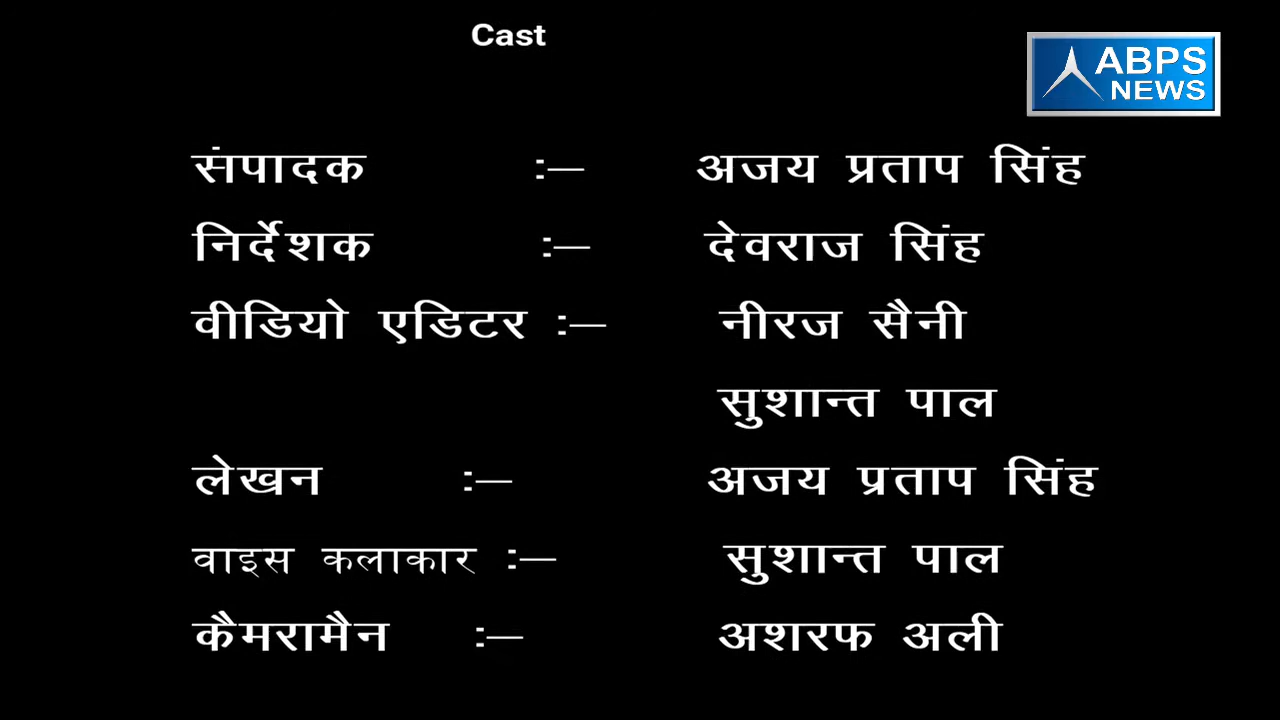 Cast
ABPS
NEWS
संपादक :— अजय प्रताप सिंह
निर्देशक :— देवराज सिंह
वीडियो एडिटर :— नीरज सैनी
सुशान्त पाल
लेखन :— अजय प्रताप सिंह
वाइस कलाकार :— सुशान्त पाल
कैमरामैन :— अशरफ अली